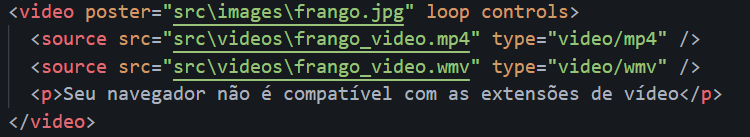 <video poster="src\images\frango.jpg" loop controls>
<source src="src\videos\frango_video.mp4" type="video/mp4" />
<source src="src\videos\frango_video.wmv" type="video/wmv" />
<p>Seu navegador não é compatível com as extensões de vídeo</p>
</video>